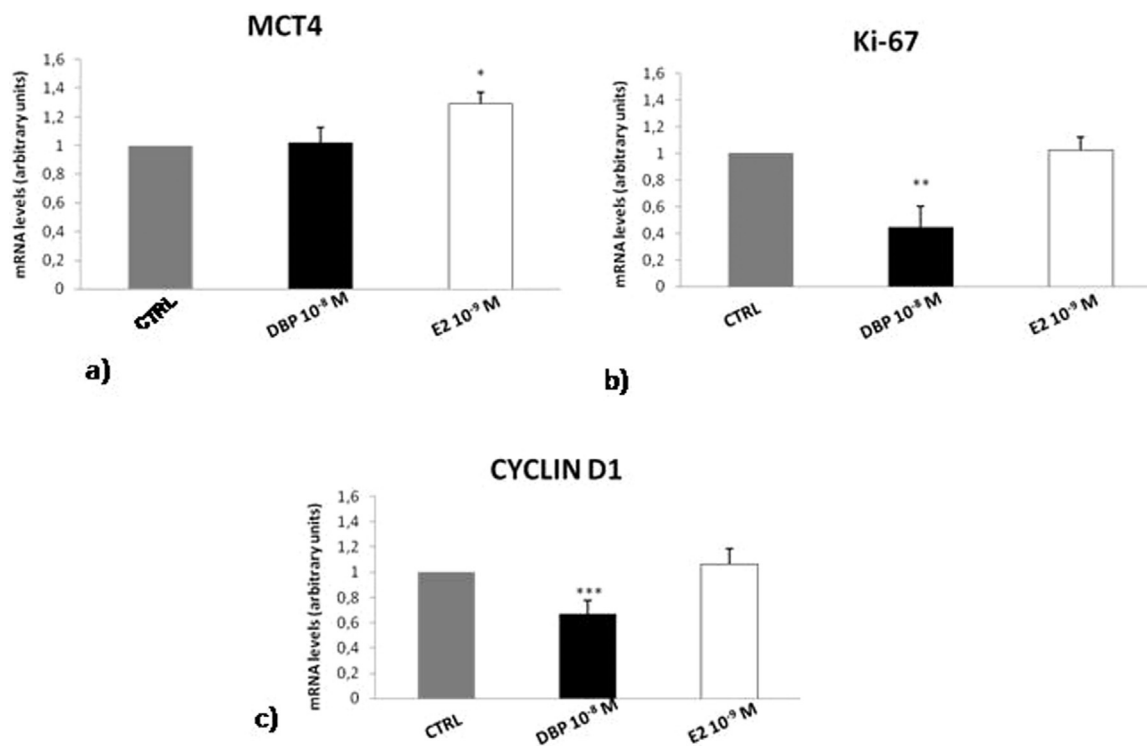 MCT4
mRNA levels (arbitrary units)
1,6
1,4
1,2
1
0,8
0,6
0,4
0,2
0
*
CTRL
DBP 10⁻⁸ M
E2 10⁻⁹ M
a)
Ki-67
mRNA levels (arbitrary units)
1,6
1,4
1,2
1
0,8
0,6
0,4
0,2
0
**
CTRL
DBP 10⁻⁸ M
E2 10⁻⁹ M
b)
CYCLIN D1
mRNA levels (arbitrary units)
1,6
1,4
1,2
1
0,8
0,6
0,4
0,2
0
***
CTRL
DBP 10⁻⁸ M
E2 10⁻⁹ M
c)